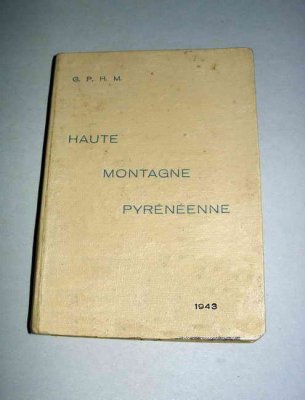 G. P. H. M.
HAUTE
MONTAGNE
PYRÉNÉENNE
1943